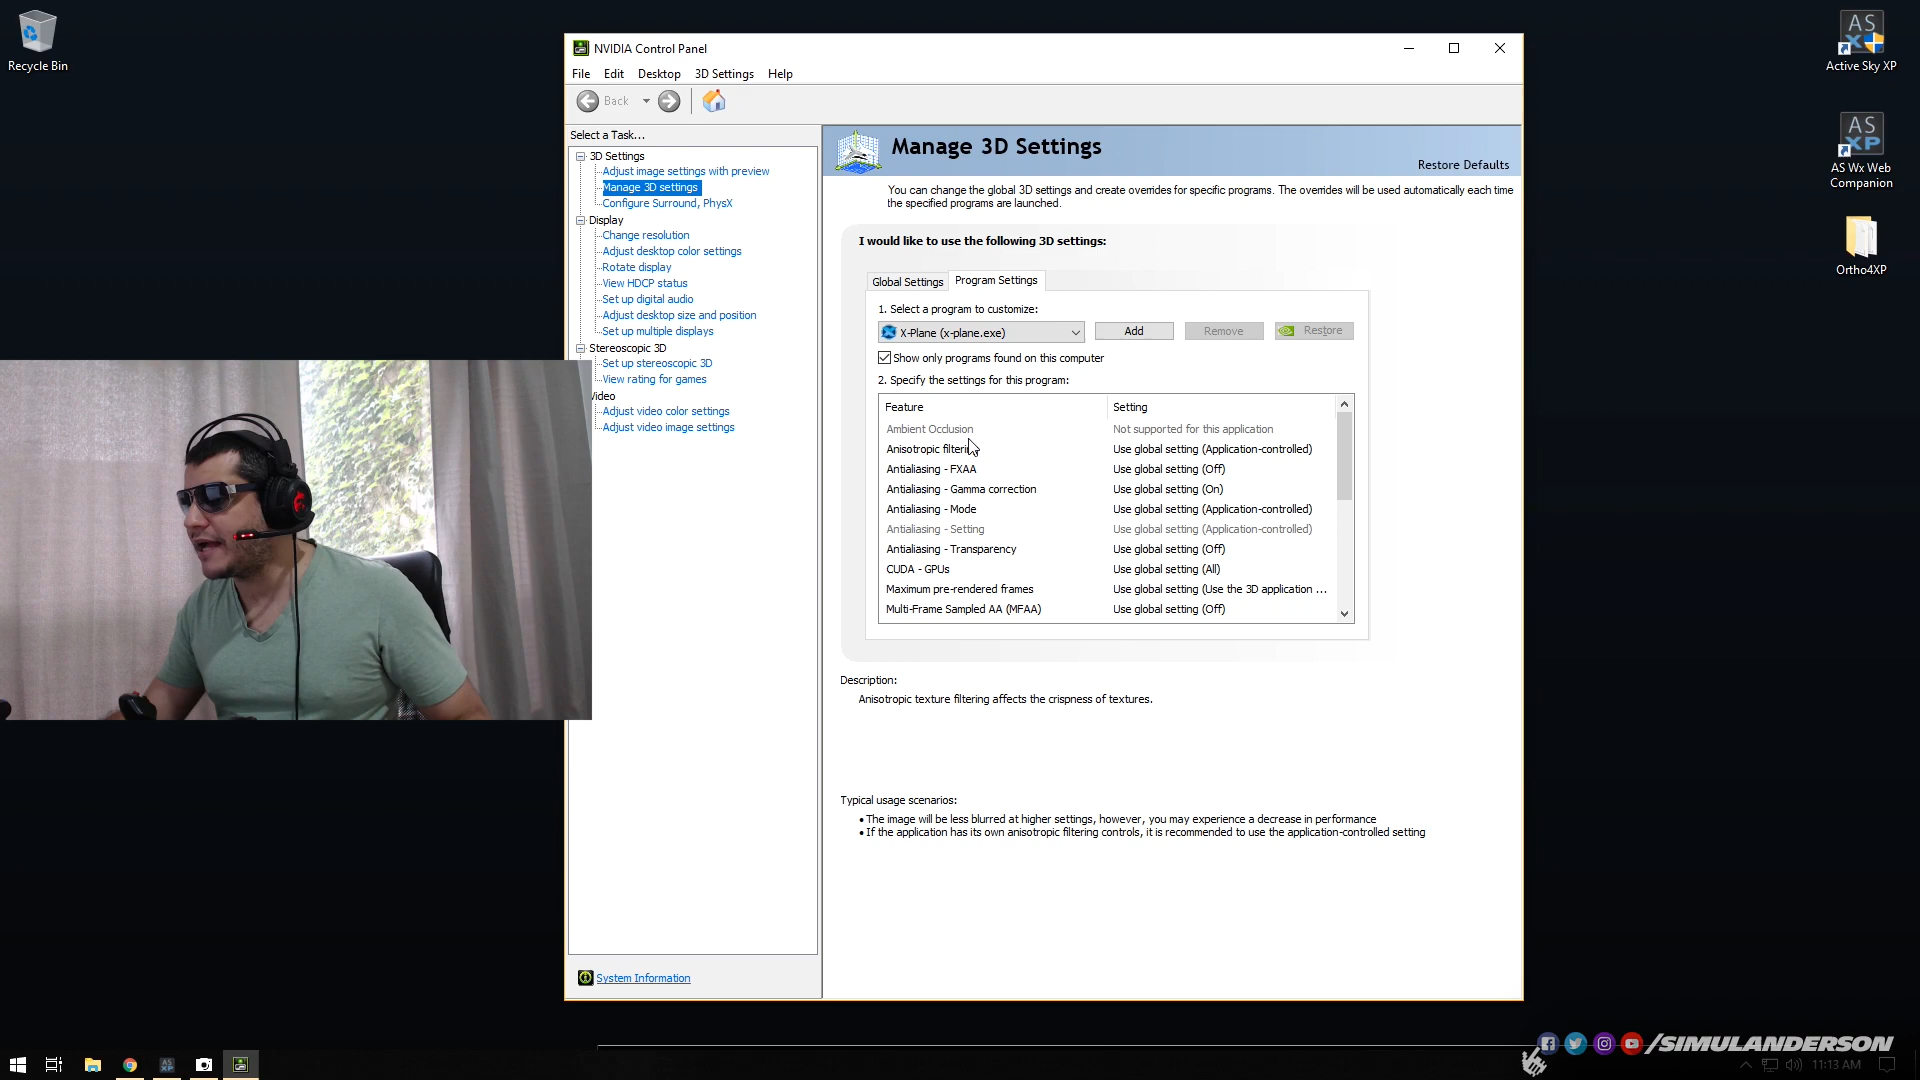 Recycle Bin
NVIDIA Control Panel
File Edit Desktop 3D Settings Help
Back
Select a Task...
3D Settings
Adjust image settings with preview
Manage 3D settings
Configure Surround, PhysX
Display
Change resolution
Adjust desktop color settings
Rotate display
View HDCP status
Set up digital audio
Adjust desktop size and position
Set up multiple displays
Stereoscopic 3D
Set up stereoscopic 3D
View rating for games
Video
Adjust video color settings
Adjust video image settings
System Information
Manage 3D Settings
Restore Defaults
You can change the global 3D settings and create overrides for specific programs. The overrides will be used automatically each time
the specified programs are launched.
I would like to use the following 3D settings:
Global Settings Program Settings
1. Select a program to customize:
X-Plane (x-plane.exe) Add Remove Restore
Show only programs found on this computer
2. Specify the settings for this program:
Feature Setting
Ambient Occlusion Not supported for this application
Anisotropic filtering Use global setting (Application-controlled)
Antialiasing - FXAA Use global setting (Off)
Antialiasing - Gamma correction Use global setting (On)
Antialiasing - Mode Use global setting (Application-controlled)
Antialiasing - Setting Use global setting (Application-controlled)
Antialiasing - Transparency Use global setting (Off)
CUDA - GPUs Use global setting (All)
Maximum pre-rendered frames Use global setting (Use the 3D application ...
Multi-Frame Sampled AA (MFAA) Use global setting (Off)
Description:
Anisotropic texture filtering affects the crispness of textures.
Typical usage scenarios:
• The image will be less blurred at higher settings, however, you may experience a decrease in performance
• If the application has its own anisotropic filtering controls, it is recommended to use the application-controlled setting
AS
XP
Active Sky XP
AS
XP
AS Wx Web
Companion
Ortho4XP
/SIMULANDERSON
AS
XP
11:13 AM